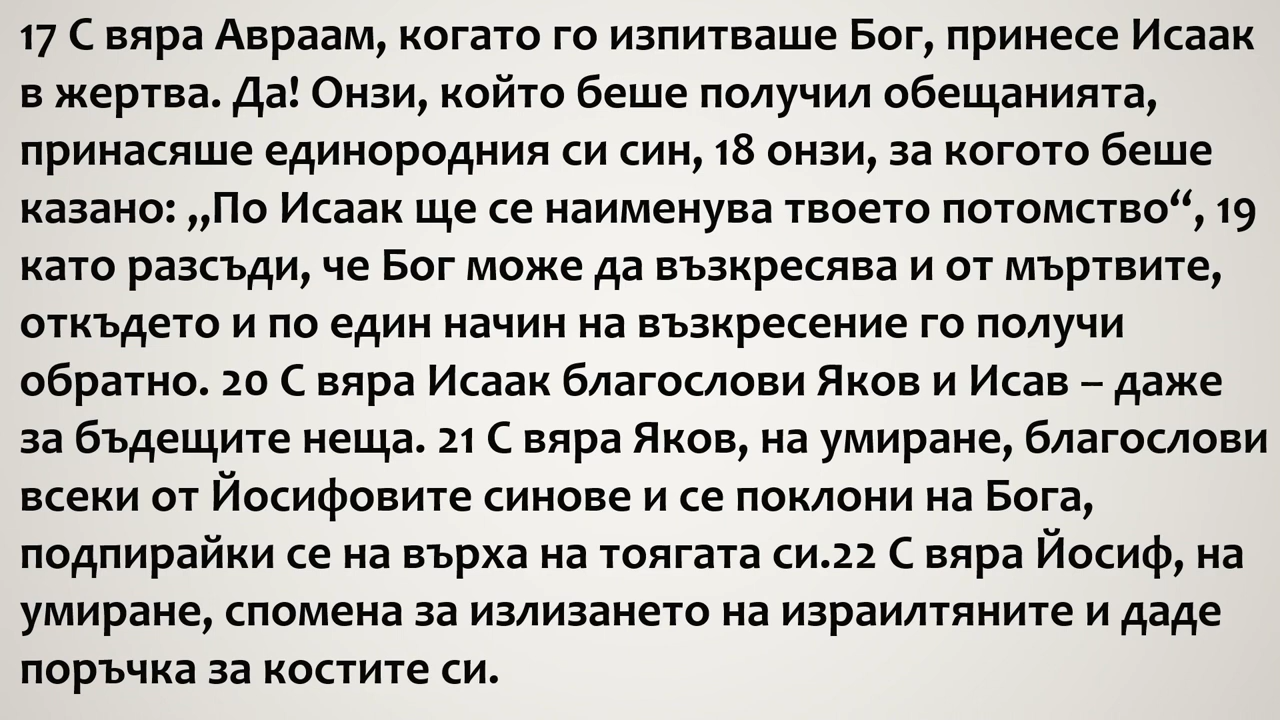 17 С вяра Авраам, когато го изпитваше Бог, принесе Исаак
в жертва. Да! Онзи, който беше получил обещанията,
принасяше единородния си син, 18 онзи, за когото беше
казано: „По Исаак ще се наименува твоето потомство“, 19
като разсъди, че Бог може да възкресява и от мъртвите,
откъдето и по един начин на възкресение го получи
обратно. 20 С вяра Исаак благослови Яков и Исав – даже
за бъдещите неща. 21 С вяра Яков, на умиране, благослови
всеки от Йосифовите синове и се поклони на Бога,
подпирайки се на върха на тоягата си.22 С вяра Йосиф, на
умиране, спомена за излизането на израилтяните и даде
поръчка за костите си.